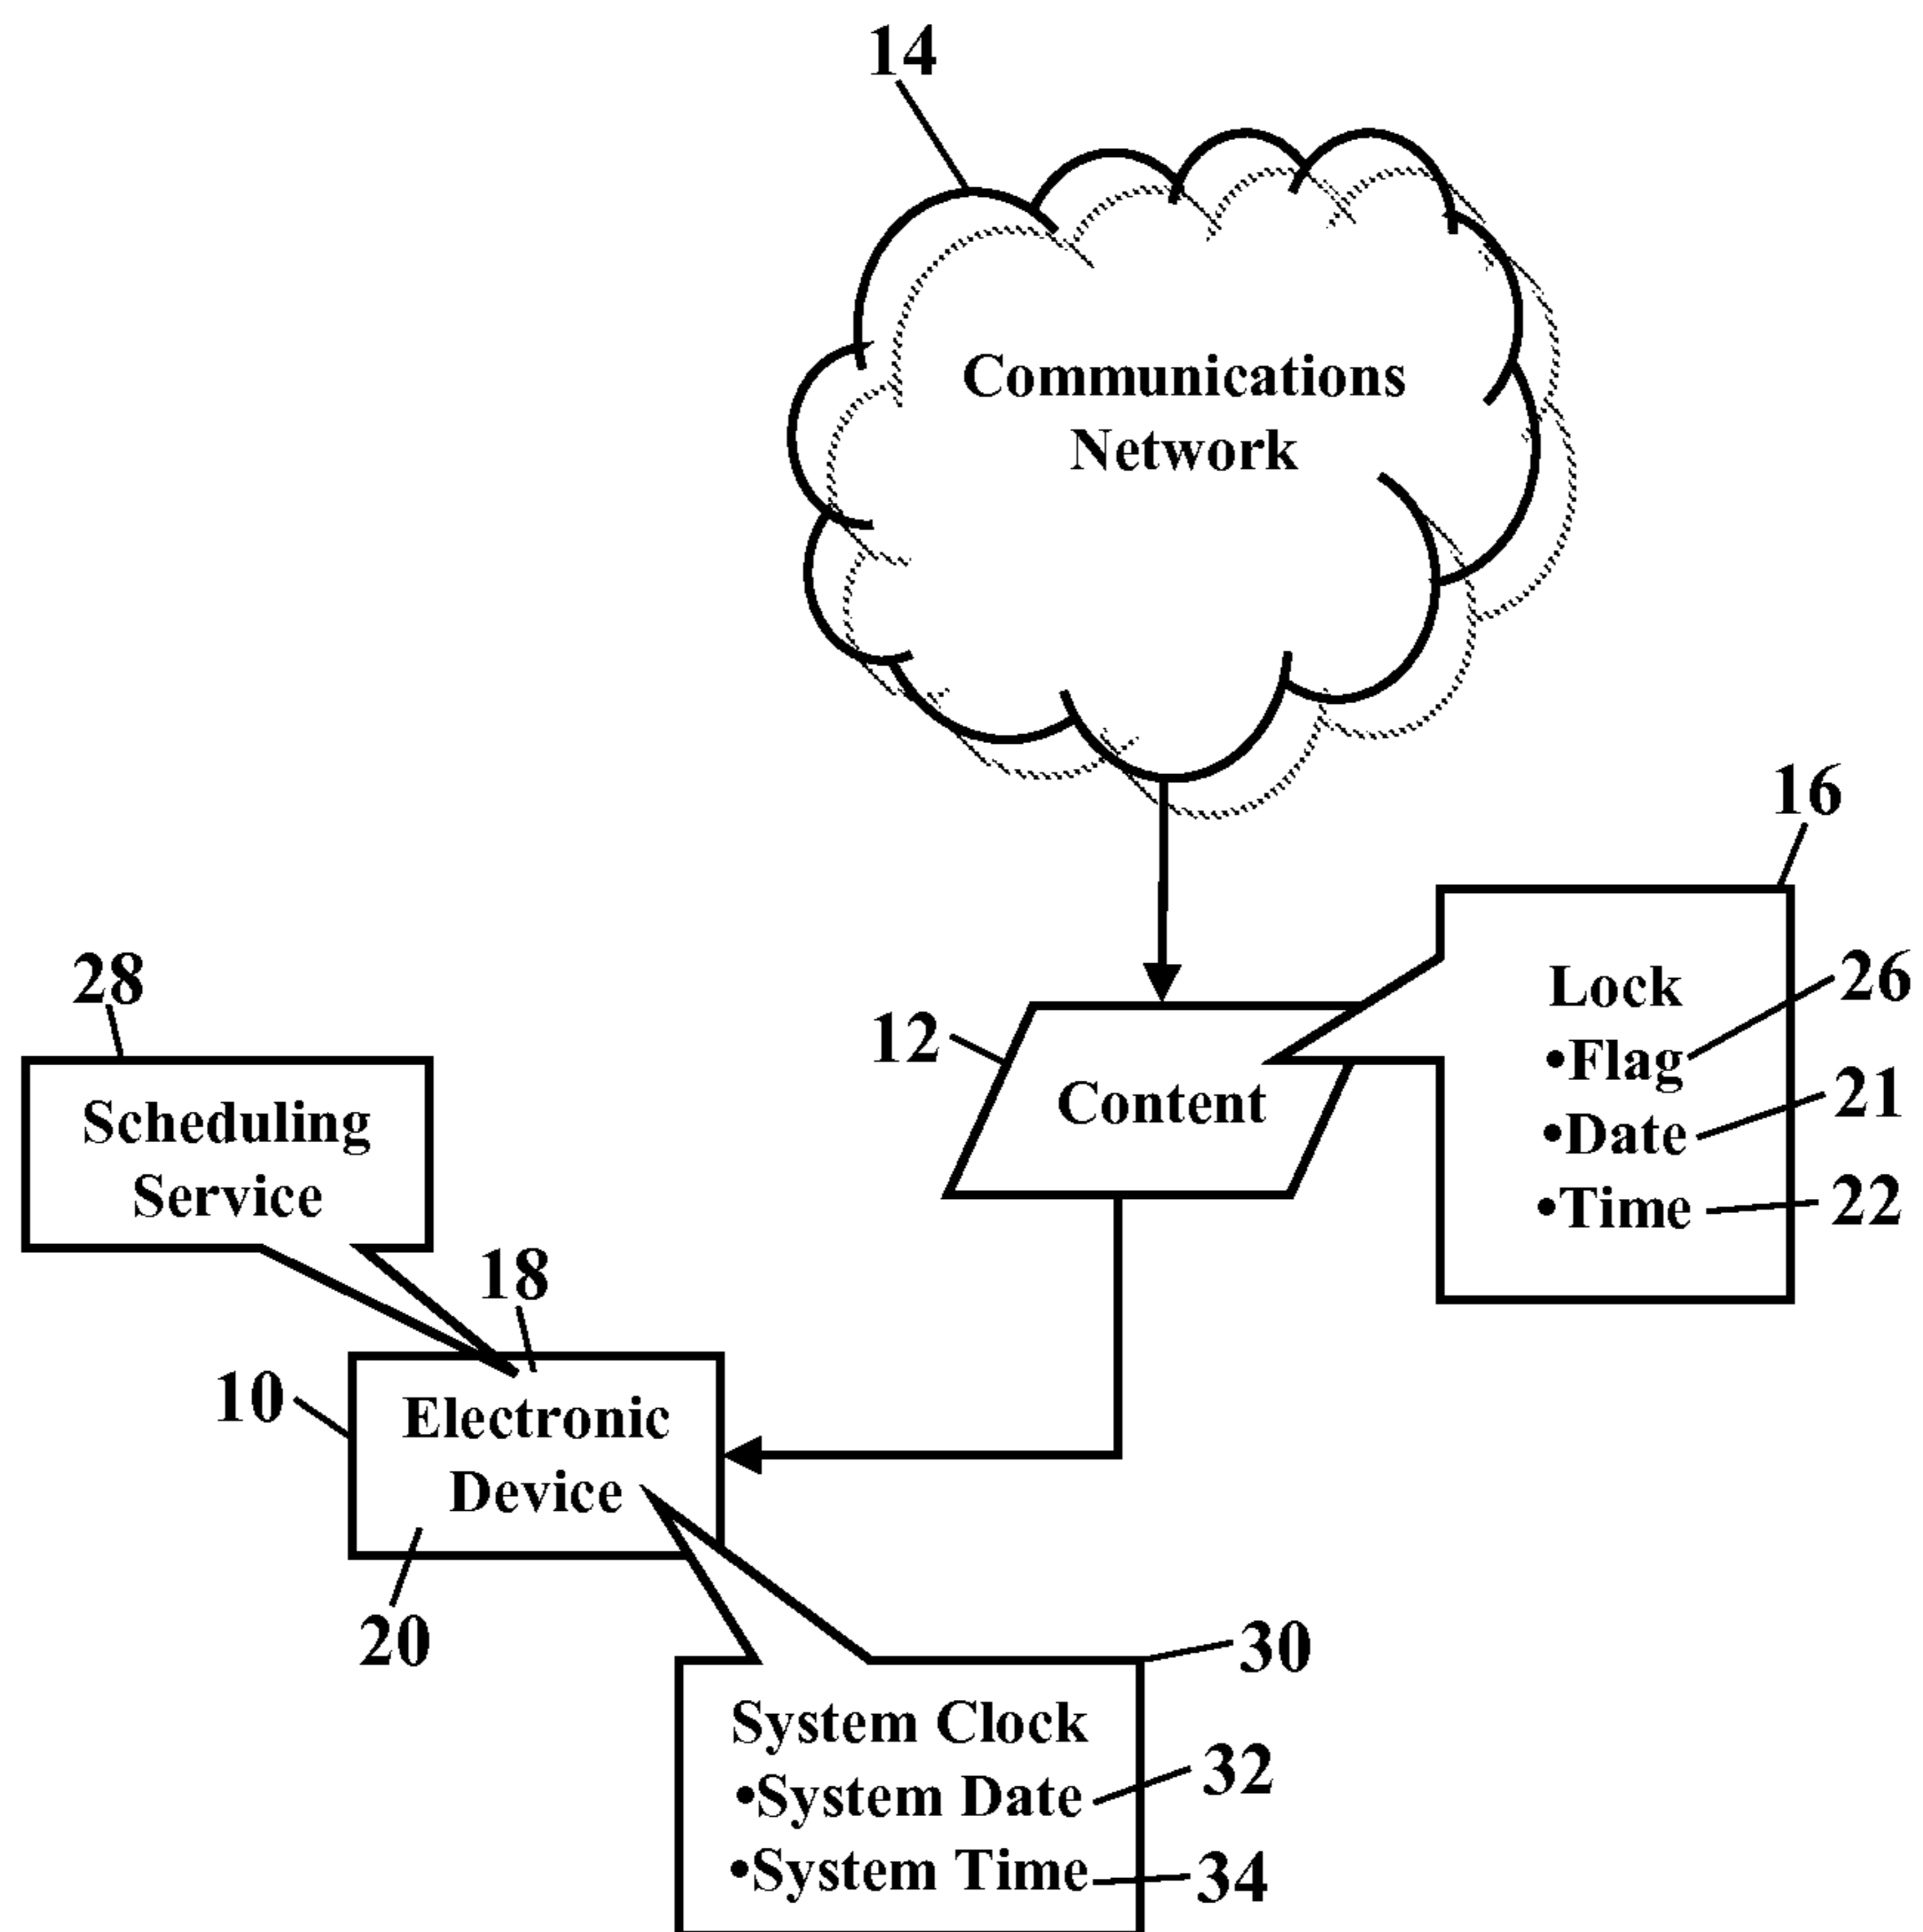 14
Communications
Network
16
Lock
•Flag
26
•Date
21
•Time
22
12
Content
28
Scheduling
Service
18
10
Electronic
Device
20
30
System Clock
•System Date
32
•System Time
34